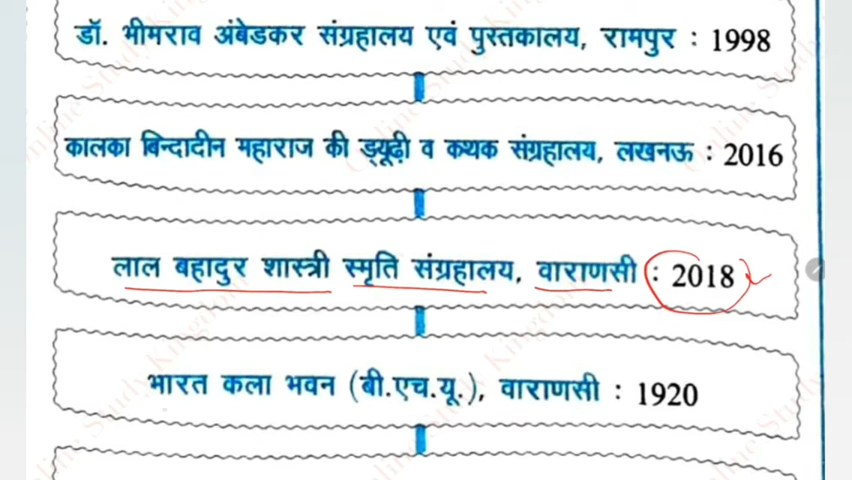 डॉ. भीमराव अंबेडकर संग्रहालय एवं पुस्तकालय, रामपुर : 1998
कालका बिन्दादीन महाराज की ड्यूढ़ी व कथक संग्रहालय, लखनऊ : 2016
लाल बहादुर शास्त्री स्मृति संग्रहालय, वाराणसी : 2018
भारत कला भवन (बी.एच.यू.), वाराणसी : 1920